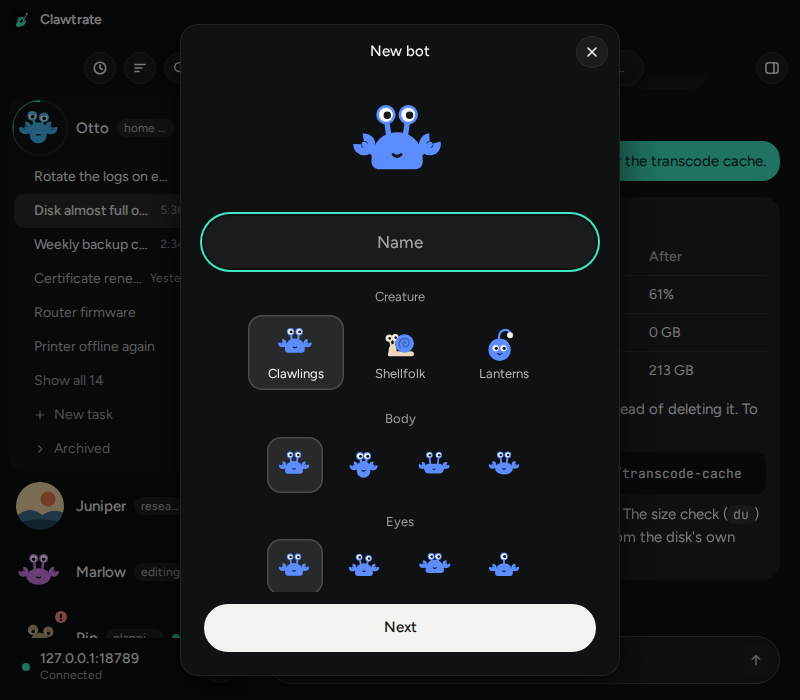 Clawtrate
New bot
Otto home ...
Rotate the logs on e...
Disk almost full o... 5:36
Weekly backup c... 2:34
Certificate rene... Yeste
Router firmware
Printer offline again
Show all 14
+ New task
> Archived
Juniper resea...
Marlow editing
Pip planni...
127.0.0.1:18789
Connected
Name
Creature
Clawlings
Shellfolk
Lanterns
Body
Eyes
Next
the transcode cache.
After
61%
0 GB
213 GB
ead of deleting it. To
/transcode-cache
The size check ( du )
om the disk's own